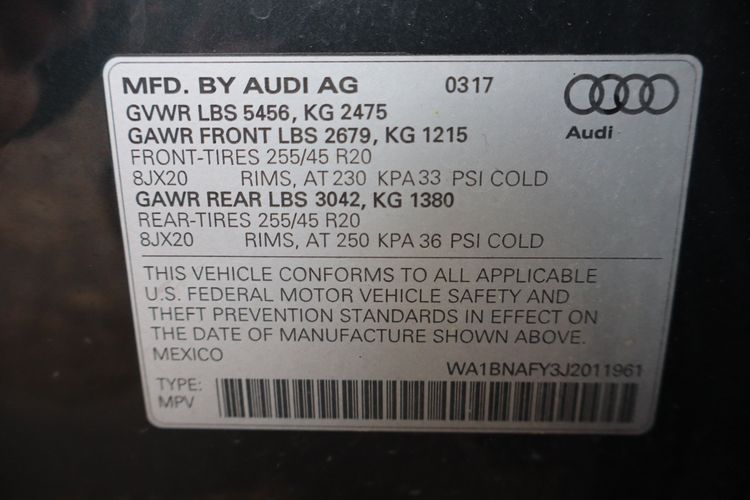 MFD. BY AUDI AG 0317
Audi
GVWR LBS 5456, KG 2475
GAWR FRONT LBS 2679, KG 1215
FRONT-TIRES 255/45 R20
8JX20 RIMS, AT 230 KPA 33 PSI COLD
GAWR REAR LBS 3042, KG 1380
REAR-TIRES 255/45 R20
8JX20 RIMS, AT 250 KPA 36 PSI COLD
THIS VEHICLE CONFORMS TO ALL APPLICABLE
U.S. FEDERAL MOTOR VEHICLE SAFETY AND
THEFT PREVENTION STANDARDS IN EFFECT ON
THE DATE OF MANUFACTURE SHOWN ABOVE.
MEXICO
WA1BNAFY3J2011961
TYPE:
MPV